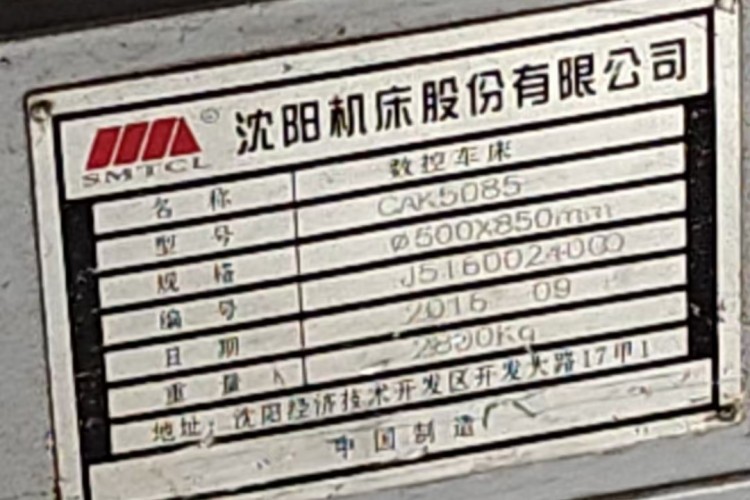 SMTCL ® 沈阳机床股份有限公司
名 称 数控车床
型 号 CAK5085
规 格 ø500X850mm
编 号 J5160024000
日 期 2016 09
重 量
地址: 沈阳经济技术开发区开发大路17甲1
中国制造